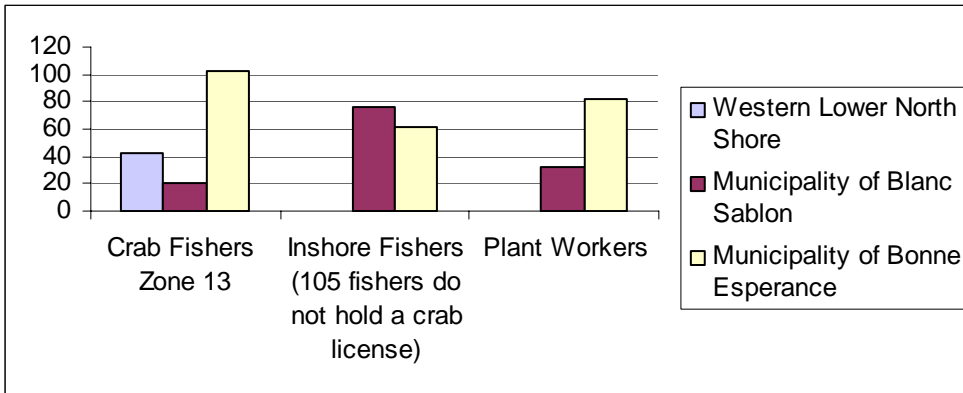 120
100
80
60
40
20
0
Crab Fishers
Zone 13
Inshore Fishers
(105 fishers do
not hold a crab
license)
Plant Workers
Western Lower North
Shore
Municipality of Blanc
Sablon
Municipality of Bonne
Esperance